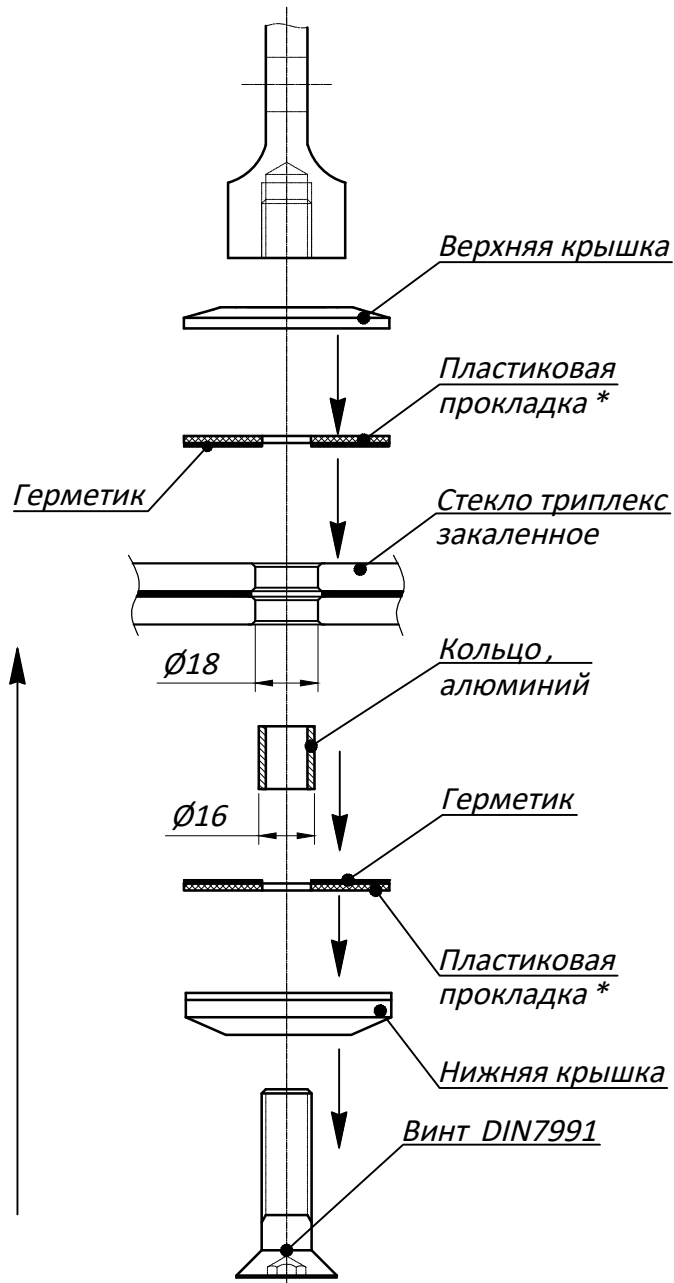 Верхняя крышка
Пластиковая
прокладка *
Герметик
Стекло триплекс
закаленное
Ø18
Кольцо ,
алюминий
Ø16
Герметик
Пластиковая
прокладка *
Нижняя крышка
Винт DIN7991